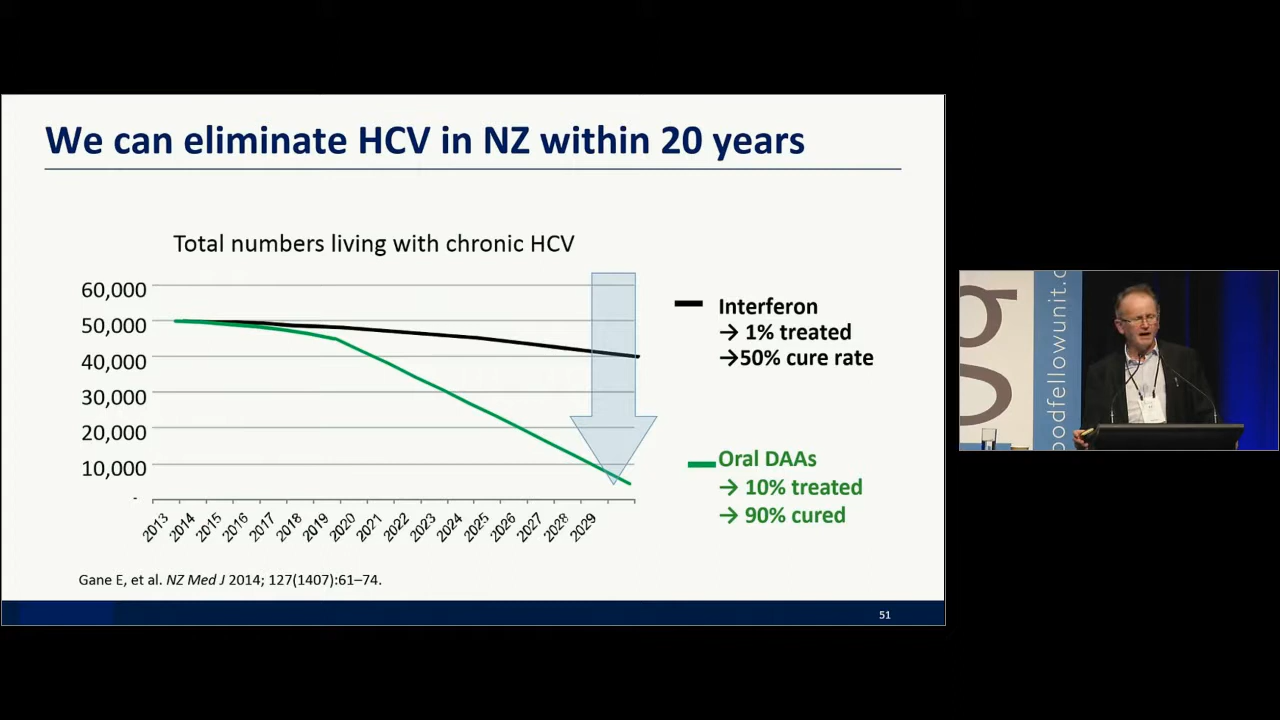 We can eliminate HCV in NZ within 20 years
Total numbers living with chronic HCV
60,000
50,000
40,000
30,000
20,000
10,000
-
2013 2014 2015 2016 2017 2018 2019 2020 2021 2022 2023 2024 2025 2026 2027 2028 2029
Interferon
→ 1% treated
→50% cure rate
Oral DAAs
→ 10% treated
→ 90% cured
Gane E, et al. NZ Med J 2014; 127(1407):61–74.
51
g
oodfellowunit.c